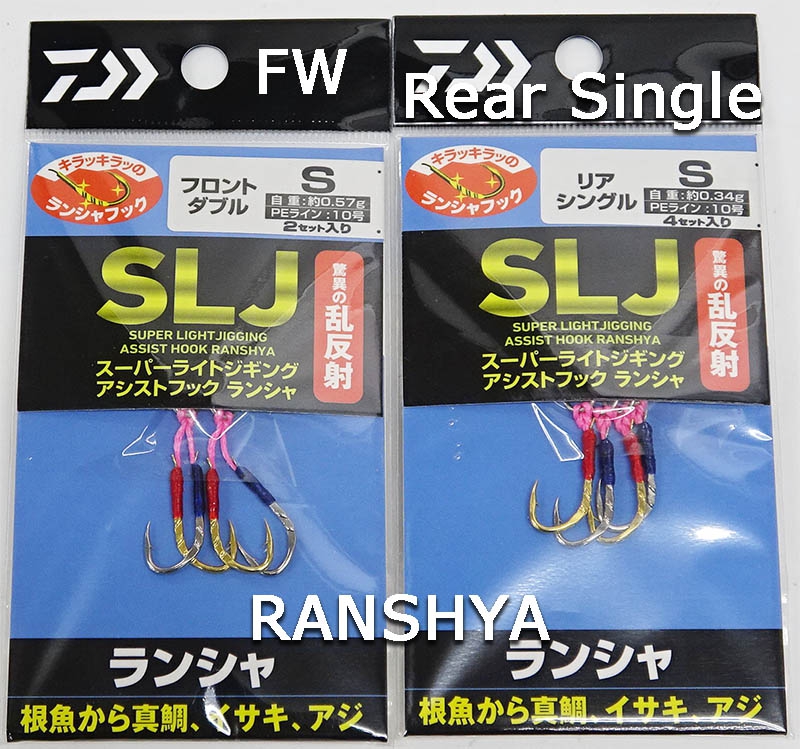 FW
キラッキラッの
ランシャフック
フロント
ダブル
S
自重:約0.57g
PEライン:10号
2セット入り
SLJ
SUPER LIGHTJIGGING
ASSIST HOOK RANSHYA
スーパーライトジギング
アシストフック ランシャ
驚異の乱反射
ランシャ
根魚から真鯛、イサキ、アジ
Rear Single
キラッキラッの
ランシャフック
リア
シングル
S
自重:約0.34g
PEライン:10号
4セット入り
SLJ
SUPER LIGHTJIGGING
ASSIST HOOK RANSHYA
スーパーライトジギング
アシストフック ランシャ
驚異の乱反射
ランシャ
根魚から真鯛、イサキ、アジ
RANSHYA